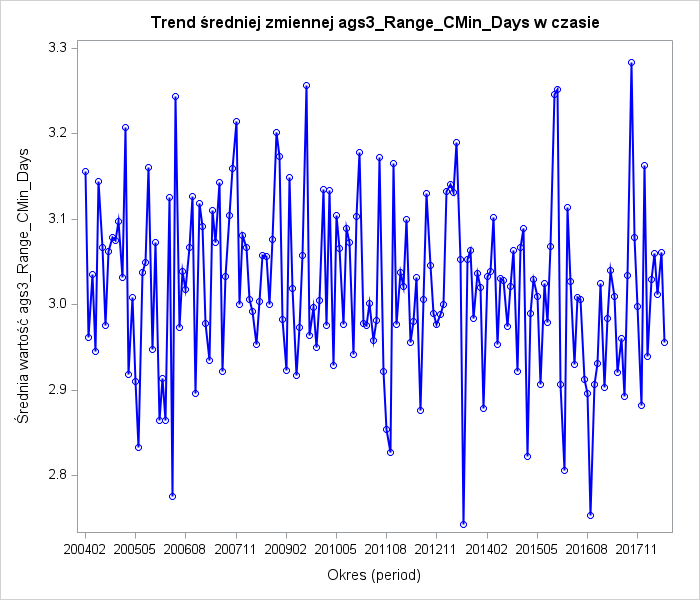 Trend średniej zmiennej ags3_Range_CMin_Days w czasie
Średnia wartość ags3_Range_CMin_Days
3.3
3.2
3.1
3.0
2.9
2.8
200402 200505 200608 200711 200902 201005 201108 201211 201402 201505 201608 201711
Okres (period)